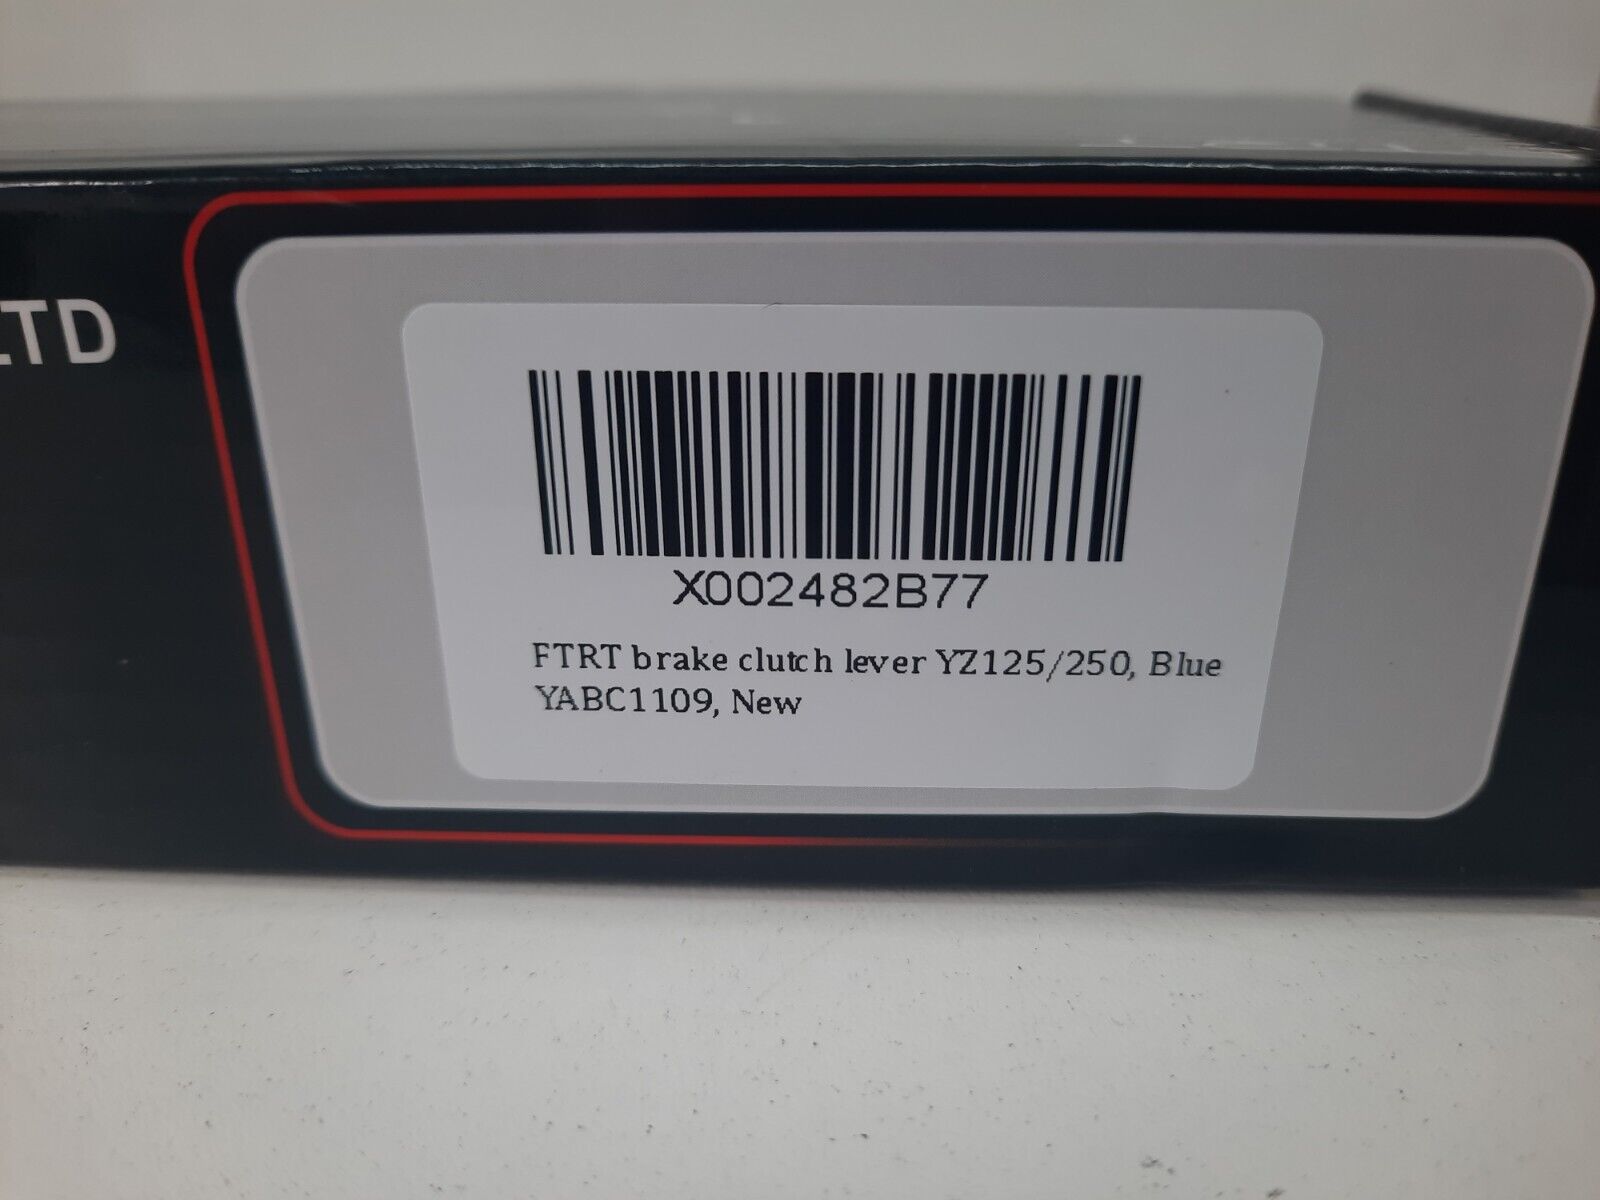 LTD
X002482B77
FTRT brake clutch lever YZ125/250, Blue
YABC1109, New